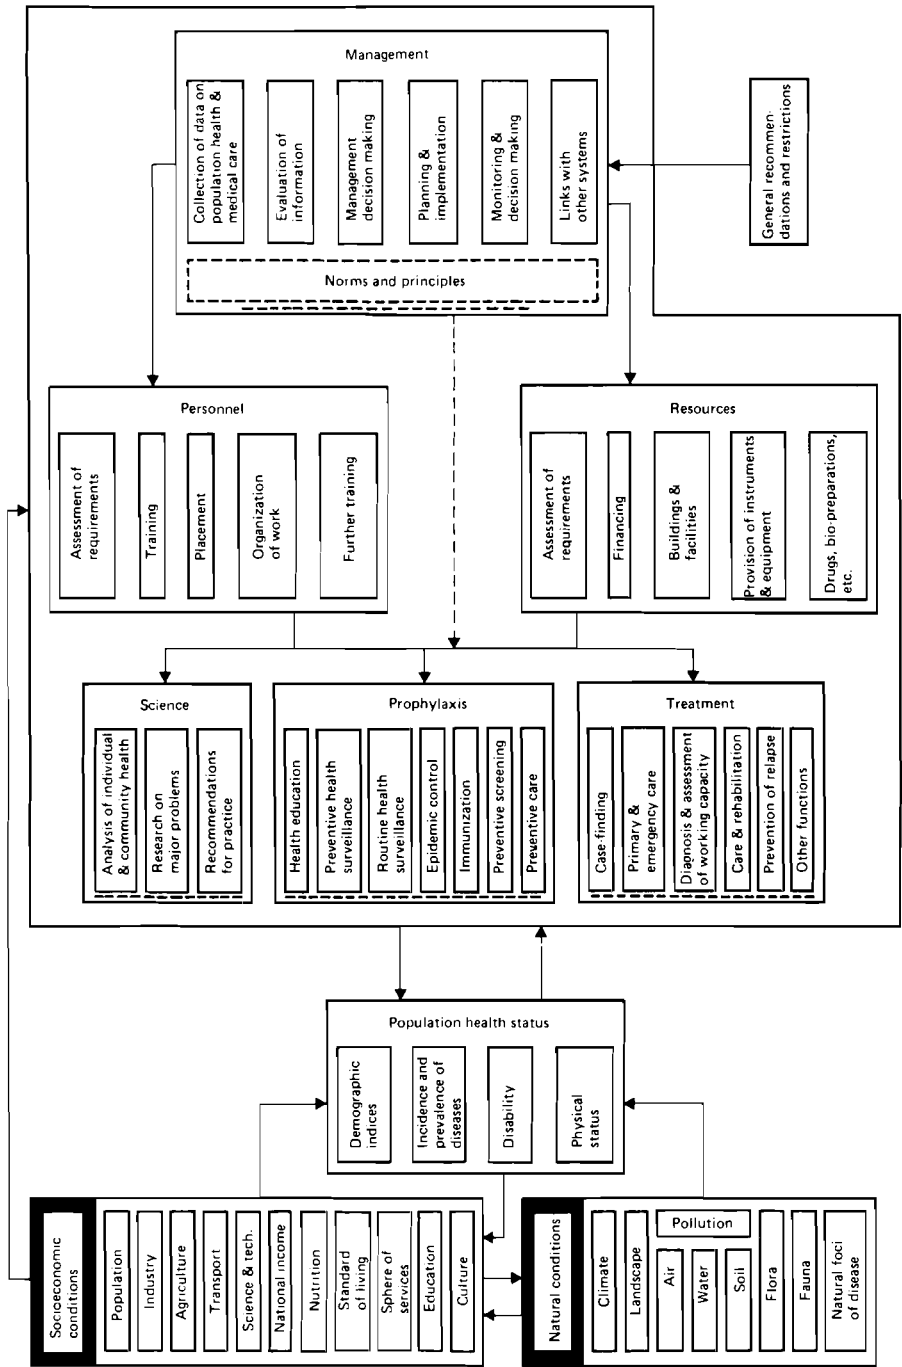 Management
Collection of data on
population health &
medical care
Evaluation of
information
Management
decision making
Planning &
implementation
Monitoring &
decision making
Links with
other systems
Norms and principles
General recommen-
dations and restrictions
Personnel
Assessment of
requirements
Training
Placement
Organization
of work
Further training
Resources
Assessment of
requirements
Financing
Buildings &
facilities
Provision of instruments
& equipment
Drugs, bio-preparations,
etc.
Science
Analysis of individual
& community health
Research on
major problems
Recommendations
for practice
Prophylaxis
Health education
Preventive health
surveillance
Routine health
surveillance
Epidemic control
Immunization
Preventive screening
Preventive care
Treatment
Case-finding
Primary &
emergency care
Diagnosis & assessment
of working capacity
Care & rehabilitation
Prevention of relapse
Other functions
Population health status
Demographic
indices
Incidence and
prevalence of
diseases
Disability
Physical
status
Socioeconomic
conditions
Population
Industry
Agriculture
Transport
Science & tech.
National income
Nutrition
Standard
of living
Sphere of
services
Education
Culture
Natural conditions
Climate
Landscape
Pollution
Air
Water
Soil
Flora
Fauna
Natural foci
of disease